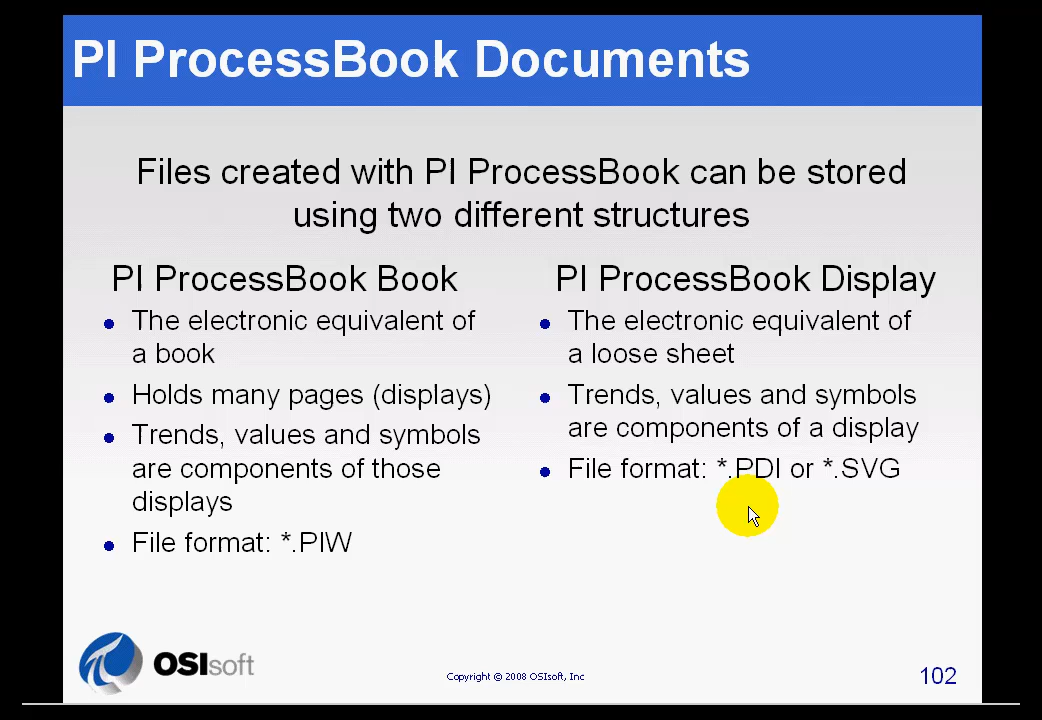 PI ProcessBook Documents
Files created with PI ProcessBook can be stored
using two different structures
PI ProcessBook Book
The electronic equivalent of
a book
Holds many pages (displays)
Trends, values and symbols
are components of those
displays
File format: *.PIW
PI ProcessBook Display
The electronic equivalent of
a loose sheet
Trends, values and symbols
are components of a display
File format: *.PDI or *.SVG
OSIsoft
Copyright © 2008 OSIsoft, Inc
102